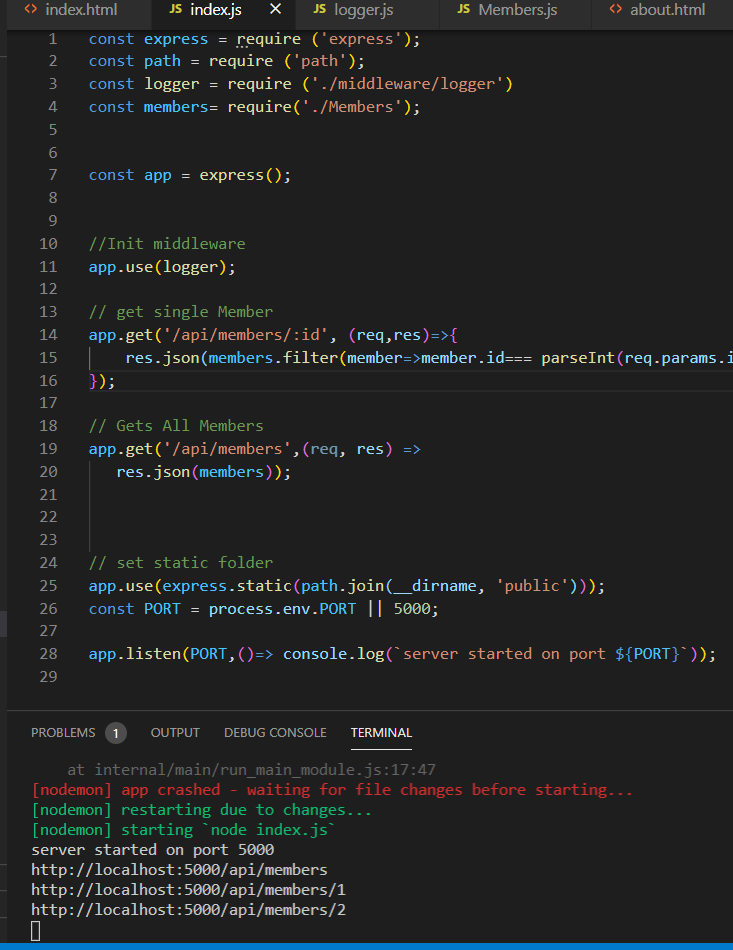 index.html JS index.js × JS logger.js JS Members.js about.html
1 const express = require ('express');
2 const path = require ('path');
3 const logger = require ('./middleware/logger')
4 const members= require('./Members');
5
6
7 const app = express();
8
9
10 //Init middleware
11 app.use(logger);
12
13 // get single Member
14 app.get('/api/members/:id', (req,res)=>{
15 res.json(members.filter(member=>member.id=== parseInt(req.params.i
16 });
17
18 // Gets All Members
19 app.get('/api/members',(req, res) =>
20 res.json(members));
21
22
23
24 // set static folder
25 app.use(express.static(path.join(__dirname, 'public')));
26 const PORT = process.env.PORT || 5000;
27
28 app.listen(PORT,()=> console.log(`server started on port ${PORT}`));
29
PROBLEMS 1 OUTPUT DEBUG CONSOLE TERMINAL
at internal/main/run_main_module.js:17:47
[nodemon] app crashed - waiting for file changes before starting...
[nodemon] restarting due to changes...
[nodemon] starting `node index.js`
server started on port 5000
http://localhost:5000/api/members
http://localhost:5000/api/members/1
http://localhost:5000/api/members/2